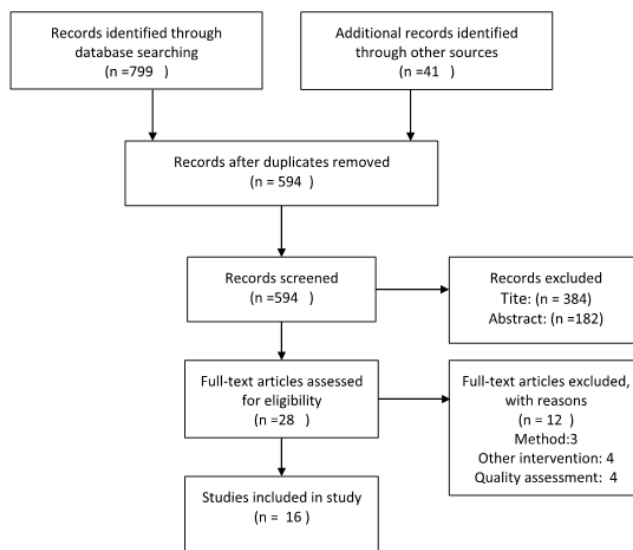 Records identified through
database searching
(n =799 )
Additional records identified
through other sources
(n =41 )
Records after duplicates removed
(n = 594 )
Records screened
(n =594 )
Records excluded
Tite: (n = 384)
Abstract: (n =182)
Full-text articles assessed
for eligibility
(n =28 )
Full-text articles excluded,
with reasons
(n = 12 )
Method:3
Other intervention: 4
Quality assessment: 4
Studies included in study
(n = 16 )